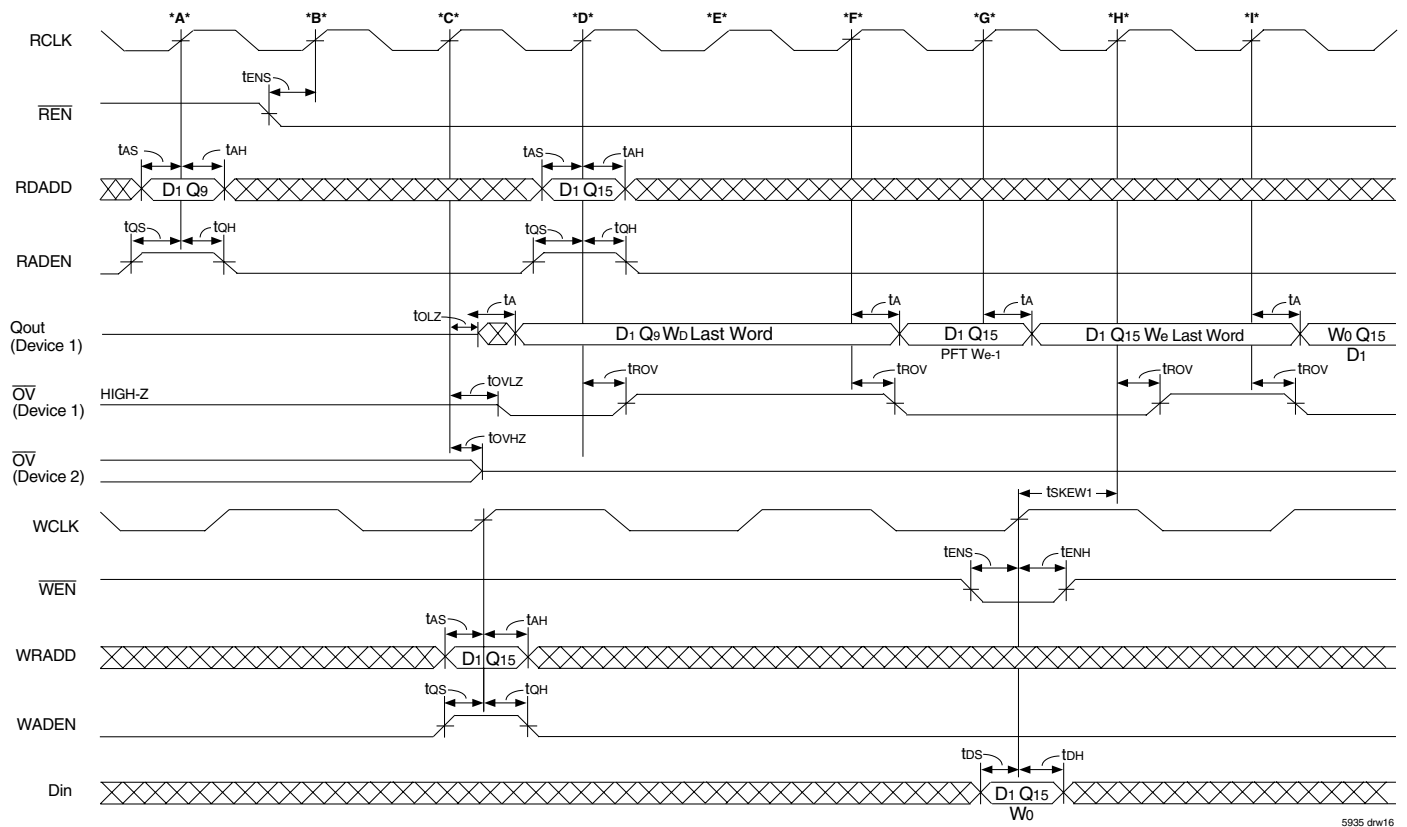 *A* *B* *C* *D* *E* *F* *G* *H* *I*
RCLK
tENS
REN
tAS tAH tAS tAH
RDADD D1 Q9 D1 Q15
tQS tQH tQS tQH
RADEN
tOLZ tA tA tA tA
Qout D1 Q9 WD Last Word D1 Q15 D1 Q15 We Last Word W0 Q15
(Device 1) PFT We-1 D1
tOVLZ tROV tROV tROV tROV
OV HIGH-Z
(Device 1)
tOVHZ
OV
(Device 2)
tSKEW1
WCLK
tENS tENH
WEN
tAS tAH
WRADD D1 Q15
tQS tQH
WADEN
tDS tDH
Din D1 Q15
W0
5935 drw16